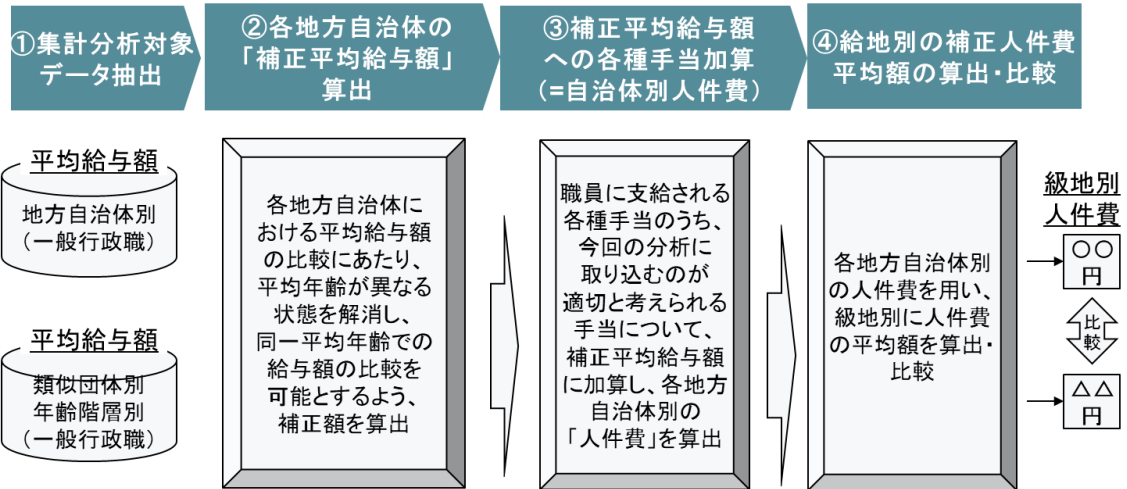 ①集計分析対象
データ抽出
②各地方自治体の
「補正平均給与額」
算出
③補正平均給与額
への各種手当加算
（=自治体別人件費）
④給地別の補正人件費
平均額の算出・比較
平均給与額
地方自治体別
（一般行政職）
平均給与額
類似団体別
年齢階層別
（一般行政職）
各地方自治体に
おける平均給与額
の比較にあたり、
平均年齢が異なる
状態を解消し、
同一平均年齢での
給与額の比較を
可能とするよう、
補正額を算出
職員に支給される
各種手当のうち、
今回の分析に
取り込むのが
適切と考えられる
手当について、
補正平均給与額
に加算し、各地方
自治体別の
「人件費」を算出
各地方自治体別
の人件費を用い、
級地別に人件費
の平均額を算出・
比較
級地別
人件費
○○
円
比
較
△△
円